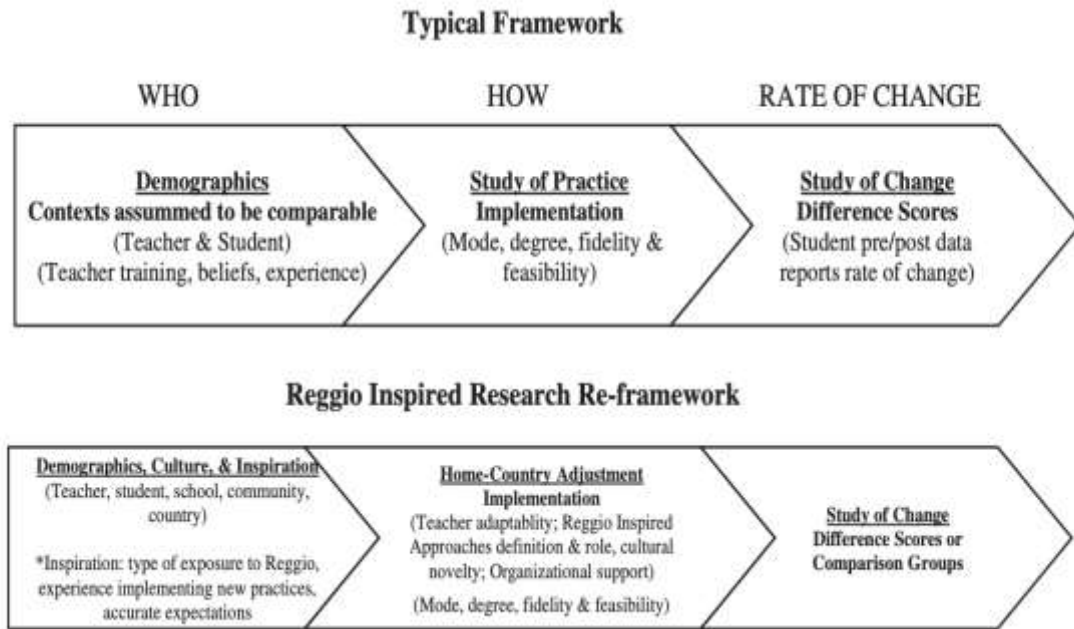 Typical Framework
WHO
HOW
RATE OF CHANGE
Demographics
Contexts assummed to be comparable
(Teacher & Student)
(Teacher training, beliefs, experience)
Study of Practice
Implementation
(Mode, degree, fidelity &
feasibility)
Study of Change
Difference Scores
(Student pre/post data
reports rate of change)
Reggio Inspired Research Re-framework
Demographics, Culture, & Inspiration
(Teacher, student, school, community,
country)
*Inspiration: type of exposure to Reggio,
experience implementing new practices,
accurate expectations
Home-Country Adjustment
Implementation
(Teacher adaptablity; Reggio Inspired
Approaches definition & role, cultural
novelty; Organizational support)
(Mode, degree, fidelity & feasibility)
Study of Change
Difference Scores or
Comparison Groups